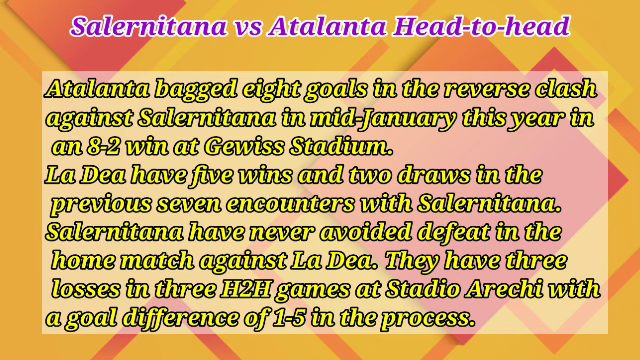 Salernitana vs Atalanta Head-to-head
Atalanta bagged eight goals in the reverse clash
against Salernitana in mid-January this year in
an 8-2 win at Gewiss Stadium.
La Dea have five wins and two draws in the
previous seven encounters with Salernitana.
Salernitana have never avoided defeat in the
home match against La Dea. They have three
losses in three H2H games at Stadio Arechi with
a goal difference of 1-5 in the process.